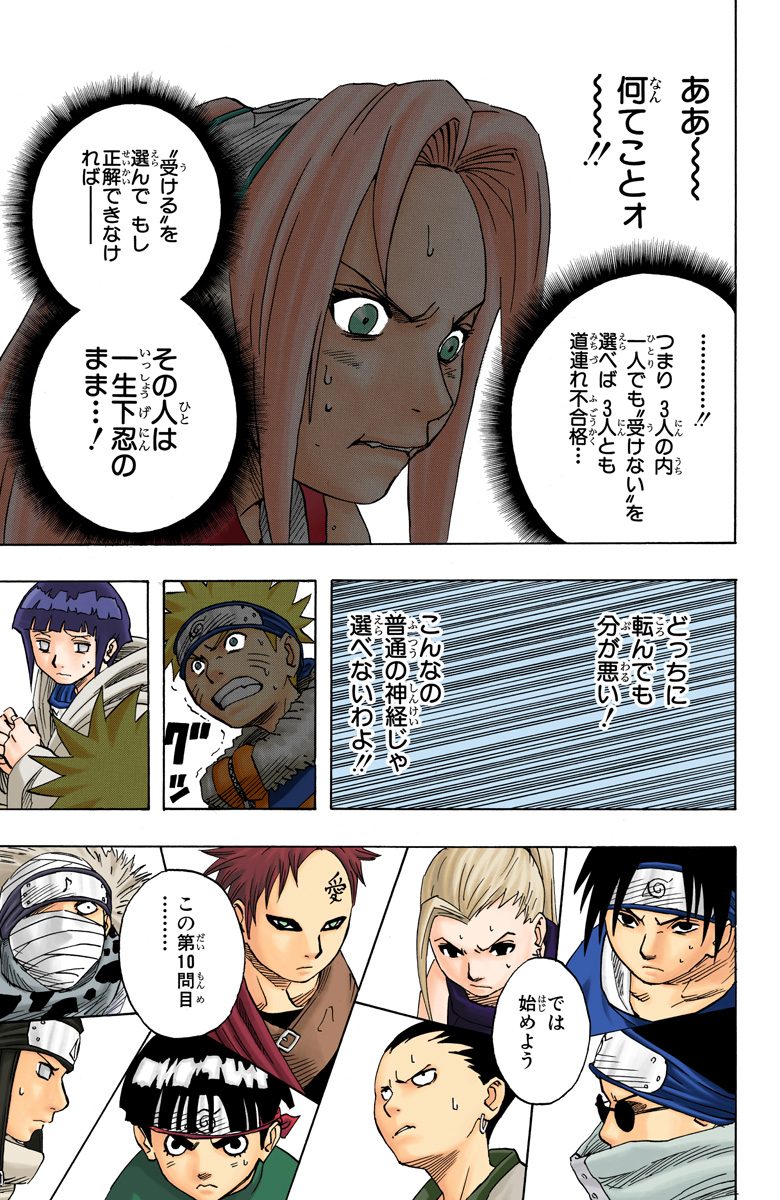 ああ〜〜
何てことォ
〜〜!!
………!!
つまり 3人の内
一人でも〝受けない〟を
選べば 3人とも
道連れ不合格…
〝受ける〟を
選んで もし
正解できなけ
れば――
その人は
一生下忍の
まま…!
どっちに
転んでも
分が悪い!
こんなの
普通の神経じゃ
選べないわよ!!
グッ
では
始めよう
この第10問目
………
愛